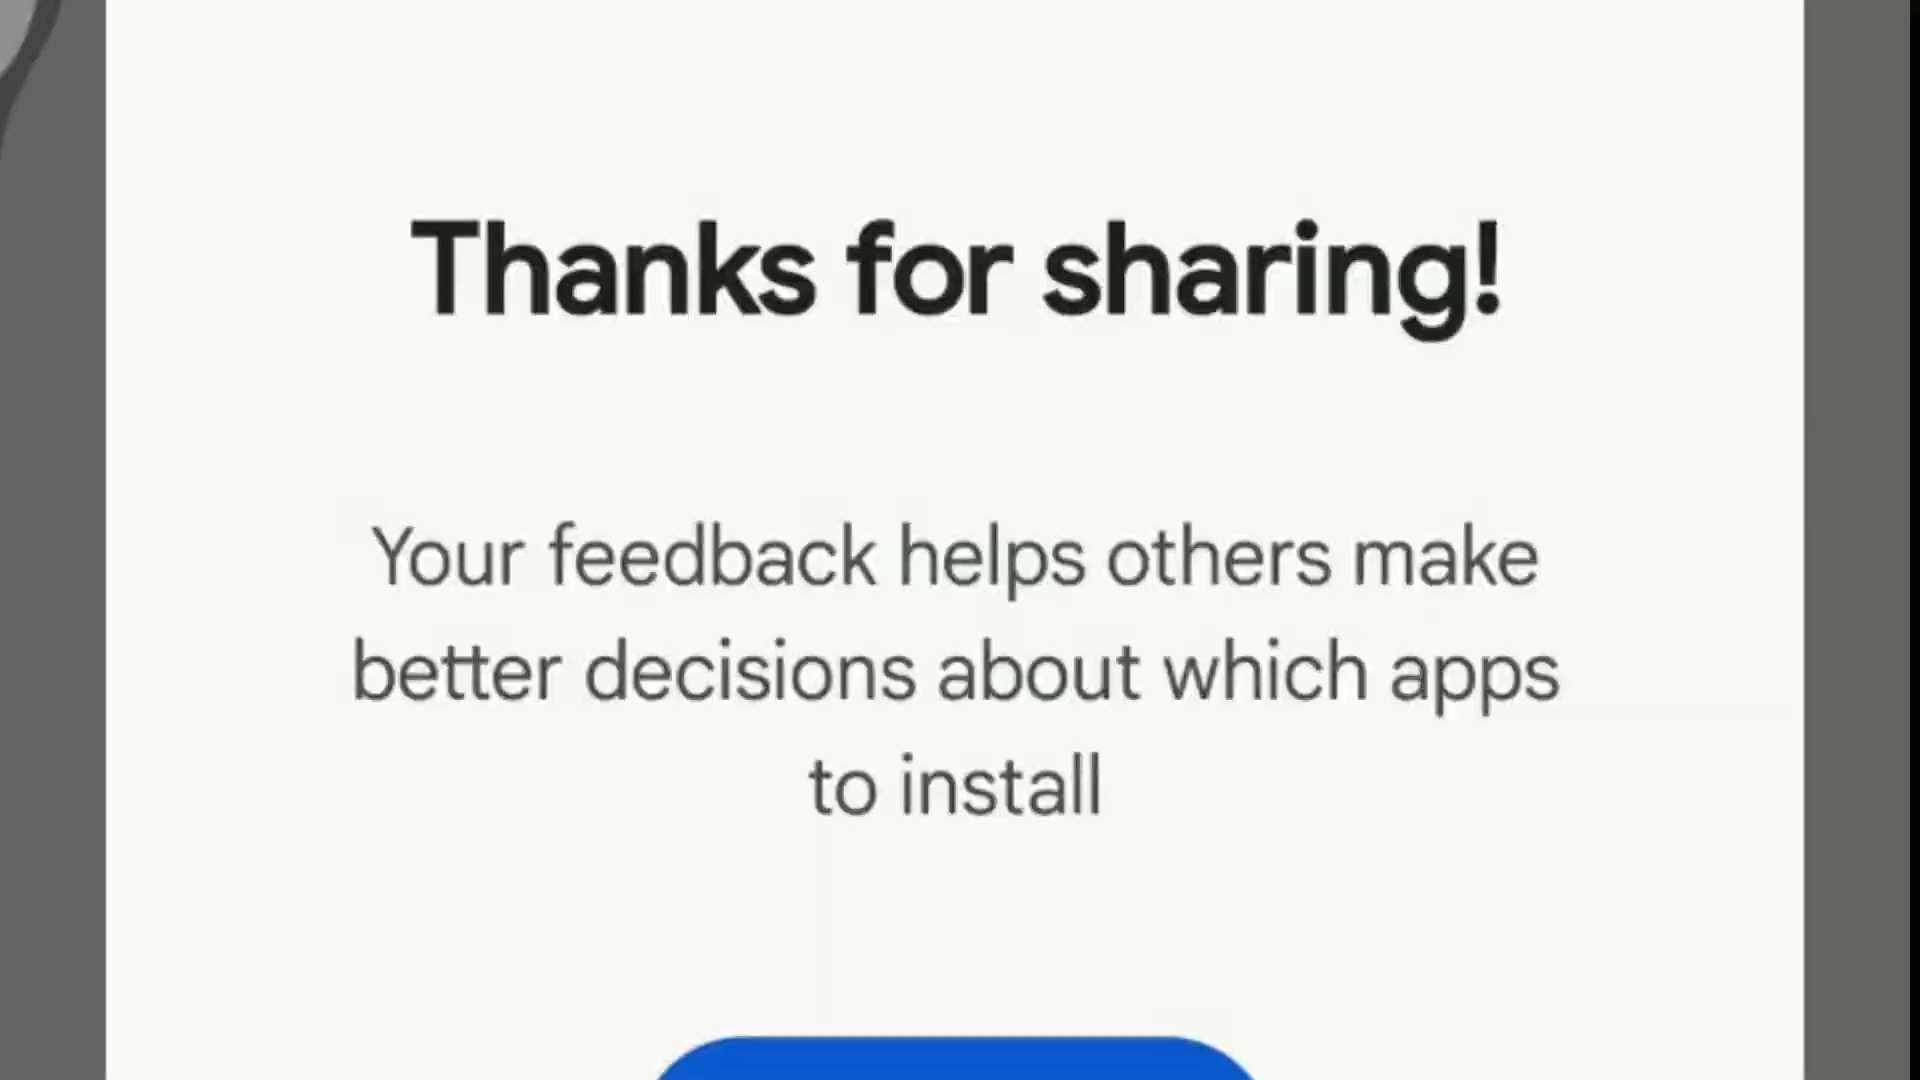 Thanks for sharing!
Your feedback helps others make
better decisions about which apps
to install